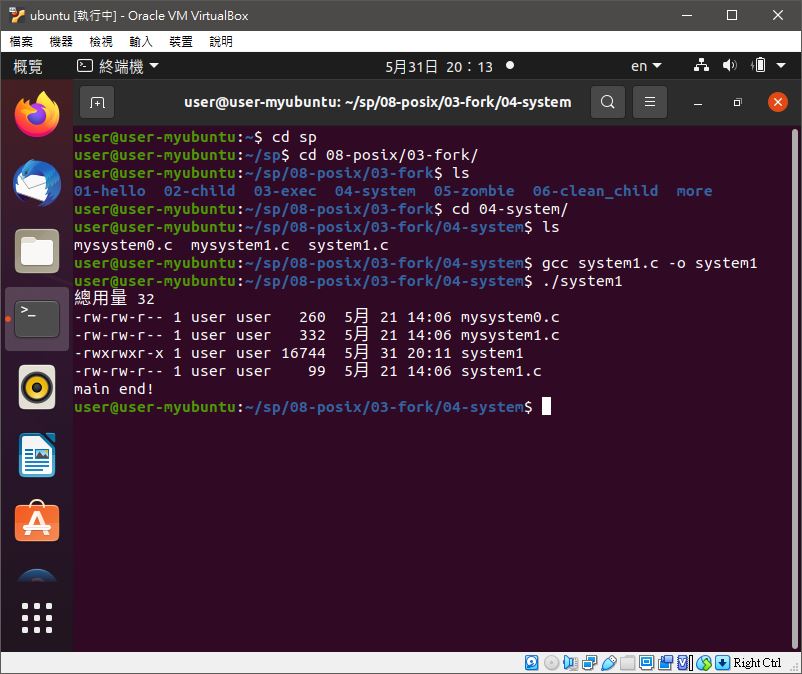 ubuntu [執行中] - Oracle VM VirtualBox
檔案 機器 檢視 輸入 裝置 說明
概覽 終端機 5月31日 20：13 en
user@user-myubuntu: ~/sp/08-posix/03-fork/04-system
user@user-myubuntu:~$ cd sp
user@user-myubuntu:~/sp$ cd 08-posix/03-fork/
user@user-myubuntu:~/sp/08-posix/03-fork$ ls
01-hello 02-child 03-exec 04-system 05-zombie 06-clean_child more
user@user-myubuntu:~/sp/08-posix/03-fork$ cd 04-system/
user@user-myubuntu:~/sp/08-posix/03-fork/04-system$ ls
mysystem0.c mysystem1.c system1.c
user@user-myubuntu:~/sp/08-posix/03-fork/04-system$ gcc system1.c -o system1
user@user-myubuntu:~/sp/08-posix/03-fork/04-system$ ./system1
總用量 32
-rw-rw-r-- 1 user user 260 5月 21 14:06 mysystem0.c
-rw-rw-r-- 1 user user 332 5月 21 14:06 mysystem1.c
-rwxrwxr-x 1 user user 16744 5月 31 20:11 system1
-rw-rw-r-- 1 user user 99 5月 21 14:06 system1.c
main end!
user@user-myubuntu:~/sp/08-posix/03-fork/04-system$
Right Ctrl